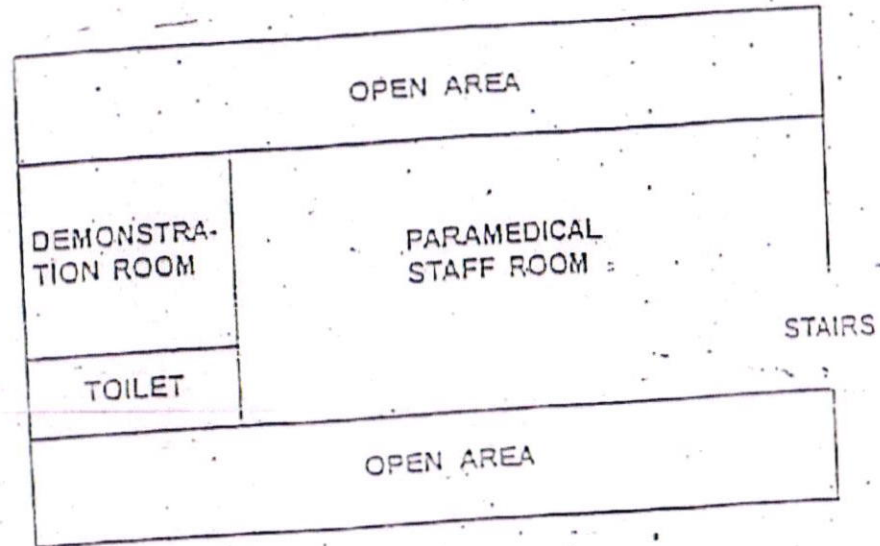 OPEN AREA
DEMONSTRA-
TION ROOM
PARAMEDICAL
STAFF ROOM
STAIRS
TOILET
OPEN AREA